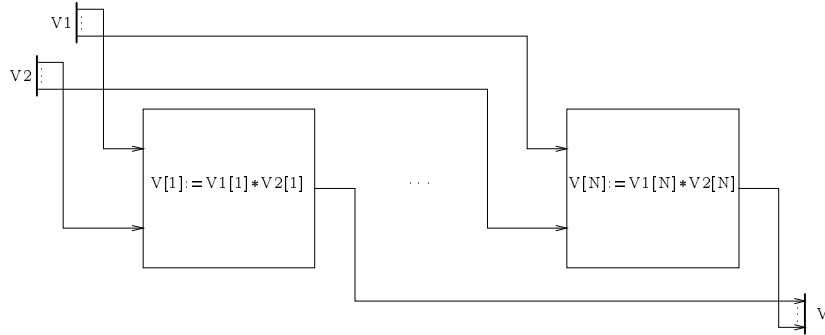 V1
V2
V[1]:=V1[1]*V2[1]
. . .
V[N]:=V1[N]*V2[N]
V